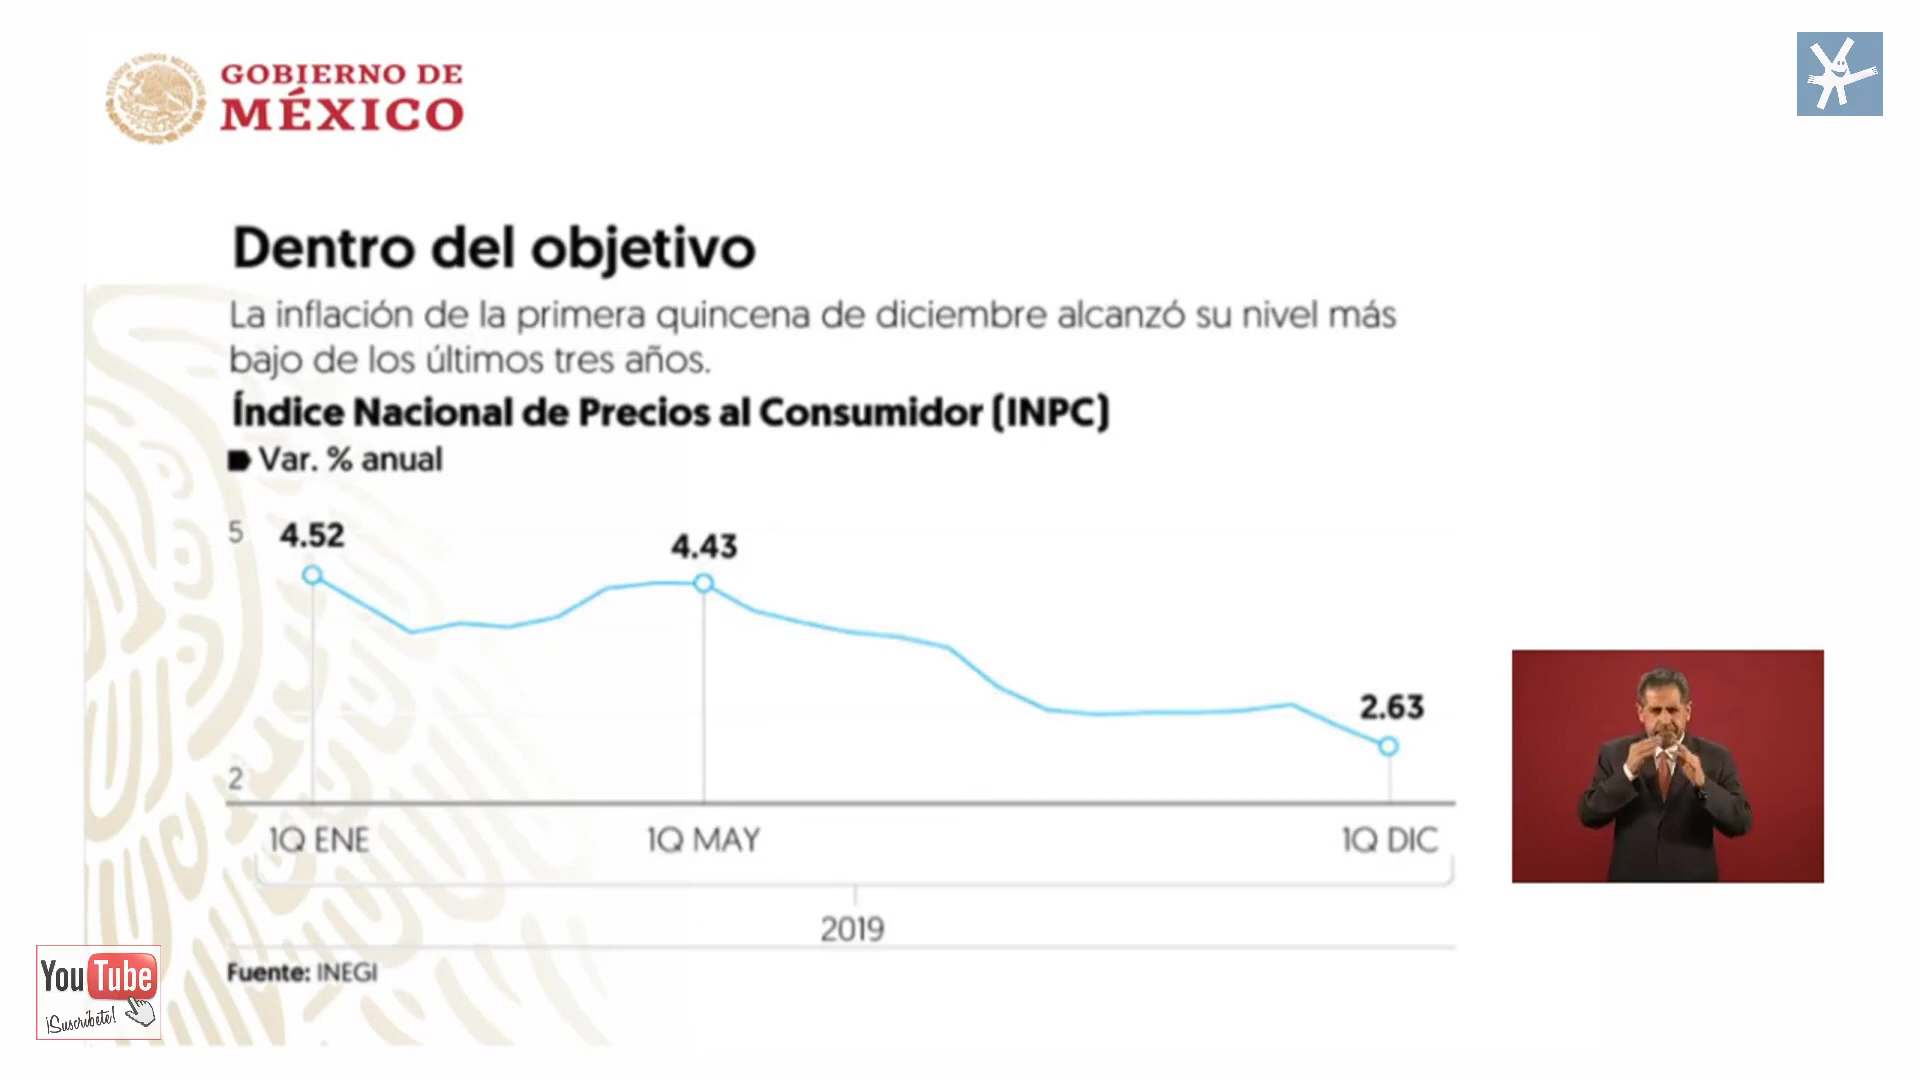 GOBIERNO DE
MÉXICO
Dentro del objetivo
La inflación de la primera quincena de diciembre alcanzó su nivel más
bajo de los últimos tres años.
Índice Nacional de Precios al Consumidor (INPC)
Var. % anual
5
4.52
4.43
2.63
2
1Q ENE
1Q MAY
1Q DIC
2019
Fuente: INEGI
YouTube
¡Suscríbete!